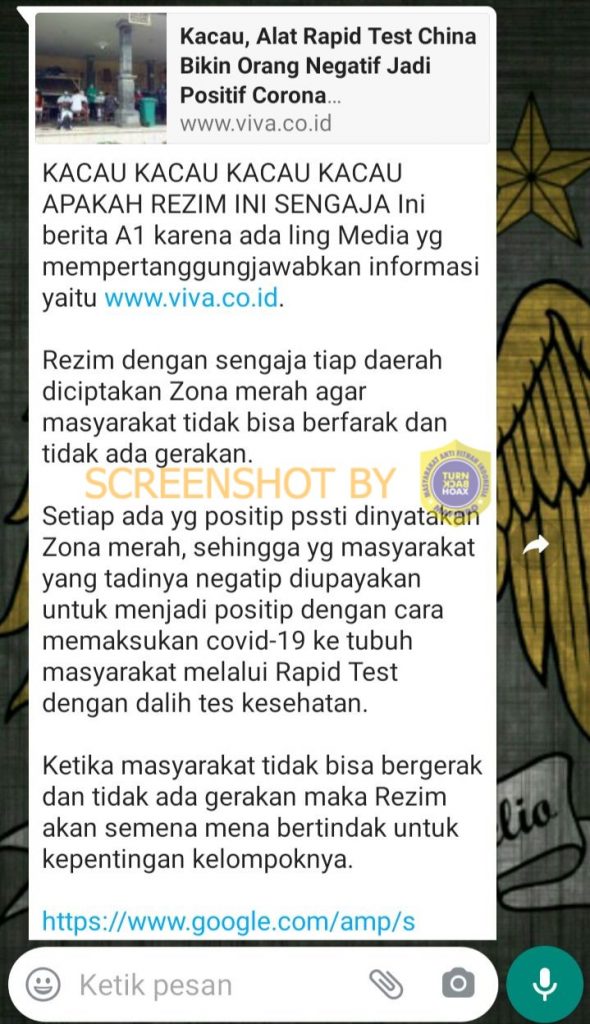 Kacau, Alat Rapid Test China
Bikin Orang Negatif Jadi
Positif Corona...
www.viva.co.id
KACAU KACAU KACAU KACAU
APAKAH REZIM INI SENGAJA Ini
berita A1 karena ada ling Media yg
mempertanggungjawabkan informasi
yaitu www.viva.co.id.
Rezim dengan sengaja tiap daerah
diciptakan Zona merah agar
masyarakat tidak bisa berfarak dan
tidak ada gerakan.
SCREENSHOT BY
MASYARAKAT ANTI FITNAH INDONESIA
TURN
BACK
HOAX
Setiap ada yg positip pssti dinyatakan
Zona merah, sehingga yg masyarakat
yang tadinya negatip diupayakan
untuk menjadi positip dengan cara
memaksukan covid-19 ke tubuh
masyarakat melalui Rapid Test
dengan dalih tes kesehatan.
Ketika masyarakat tidak bisa bergerak
dan tidak ada gerakan maka Rezim
akan semena mena bertindak untuk
kepentingan kelompoknya.
https://www.google.com/amp/s
Ketik pesan